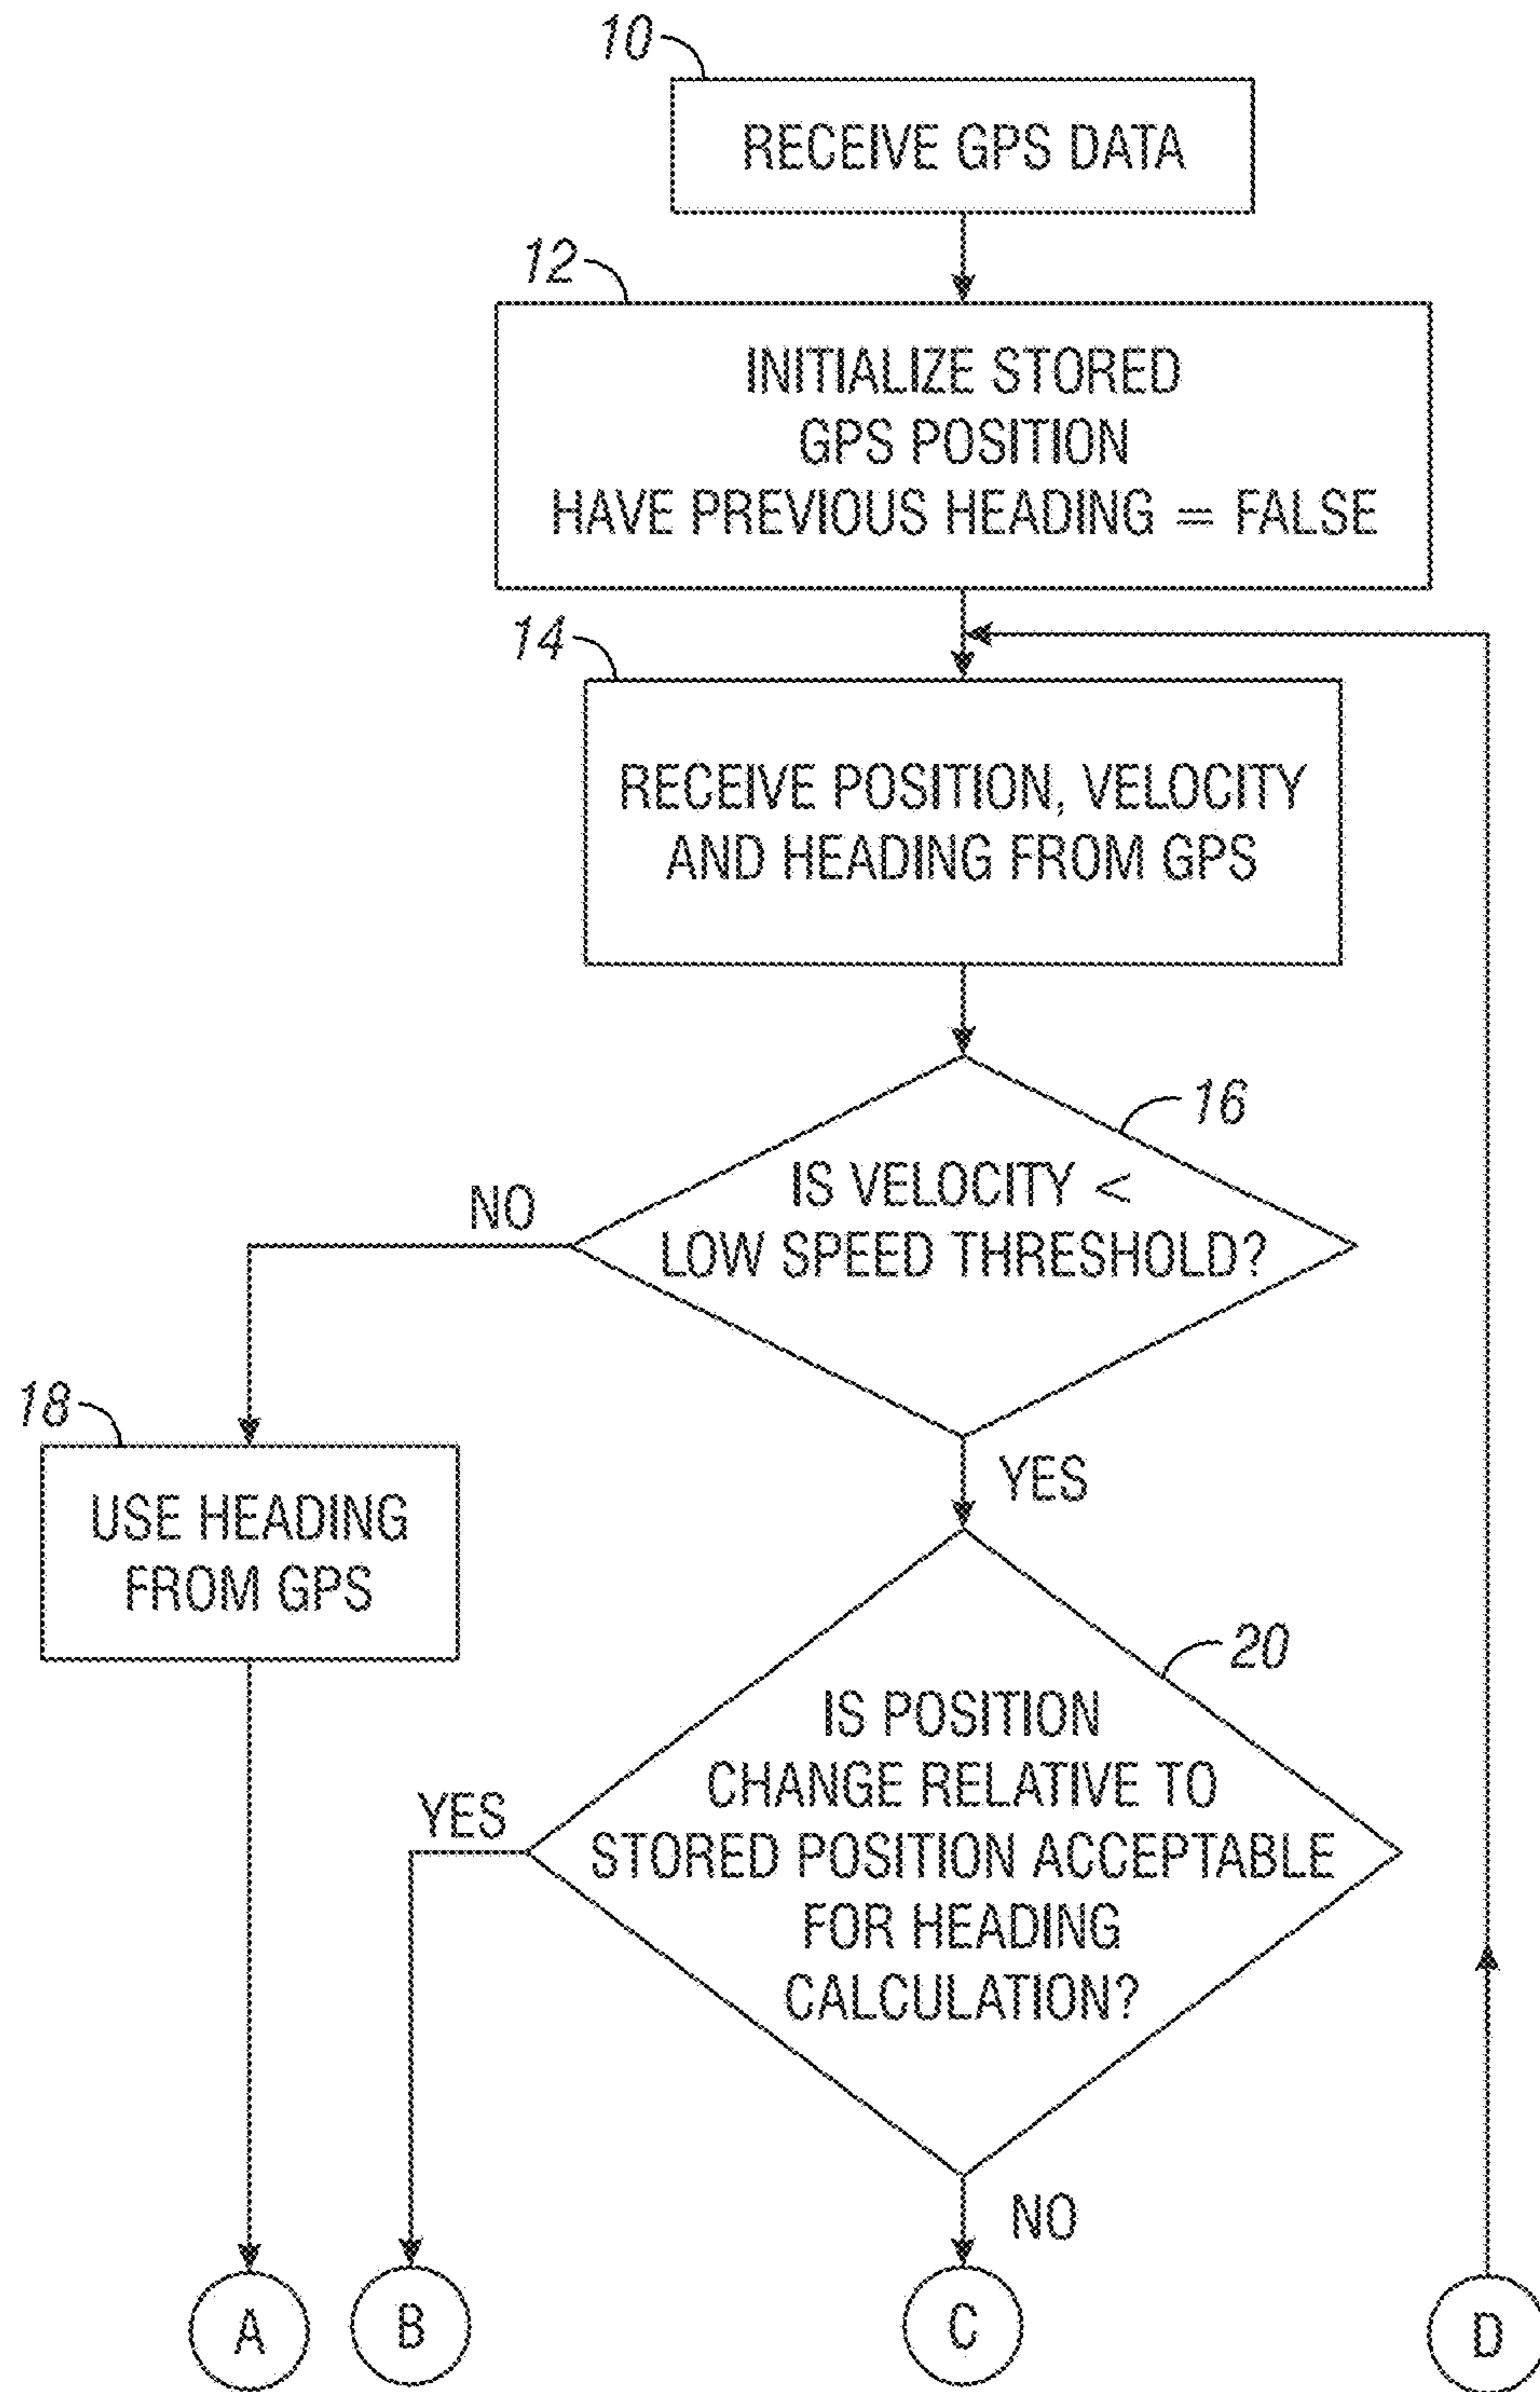 10
RECEIVE GPS DATA
12
INITIALIZE STORED
GPS POSITION
HAVE PREVIOUS HEADING = FALSE
14
RECEIVE POSITION, VELOCITY
AND HEADING FROM GPS
16
IS VELOCITY <
LOW SPEED THRESHOLD?
NO
YES
18
USE HEADING
FROM GPS
20
IS POSITION
CHANGE RELATIVE TO
STORED POSITION ACCEPTABLE
FOR HEADING
CALCULATION?
YES
NO
A
B
C
D